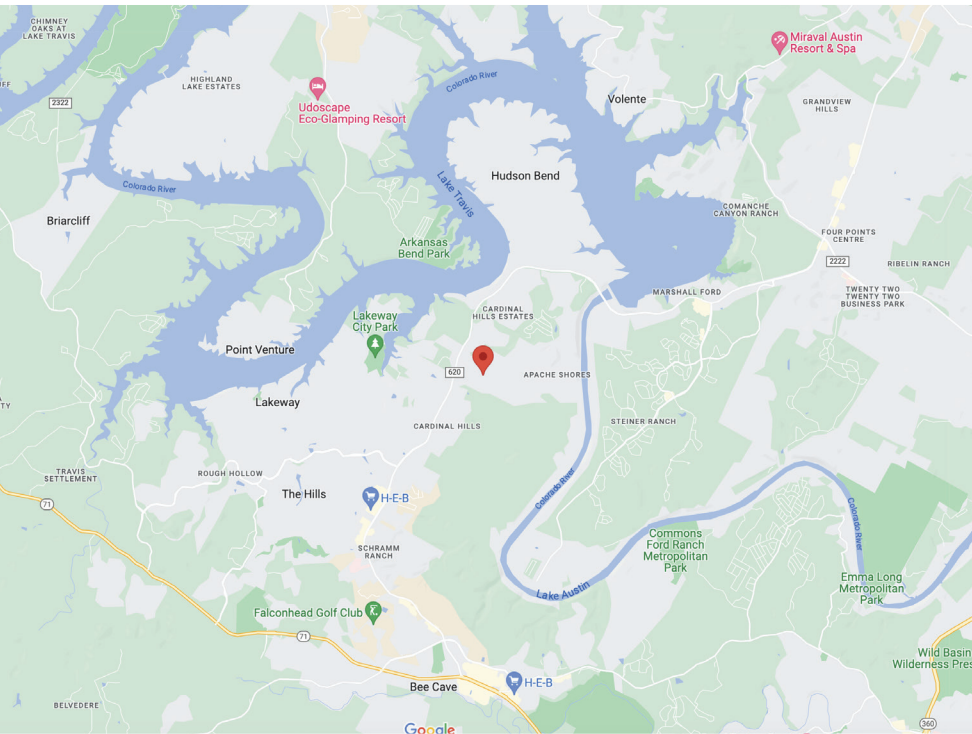 CHIMNEY
OAKS AT
LAKE TRAVIS
Miraval Austin
Resort & Spa
Colorado River
HIGHLAND
LAKE ESTATES
2322
Udoscape
Eco-Glamping Resort
Volente
GRANDVIEW
HILLS
Hudson Bend
Colorado River
Lake Travis
Briarcliff
COMANCHE
CANYON RANCH
FOUR POINTS
CENTRE
Arkansas
Bend Park
2222
RIBELIN RANCH
MARSHALL FORD
TWENTY TWO
TWENTY TWO
BUSINESS PARK
CARDINAL
HILLS ESTATES
Lakeway
City Park
Point Venture
620
APACHE SHORES
Lakeway
CARDINAL HILLS
STEINER RANCH
TRAVIS
SETTLEMENT
ROUGH HOLLOW
Colorado River
The Hills
H-E-B
71
Colorado River
Commons
Ford Ranch
Metropolitan
Park
SCHRAMM
RANCH
Emma Long
Metropolitan
Park
Lake Austin
Falconhead Golf Club
71
Wild Basin
Wilderness Pres
Bee Cave
H-E-B
BELVEDERE
360
Google